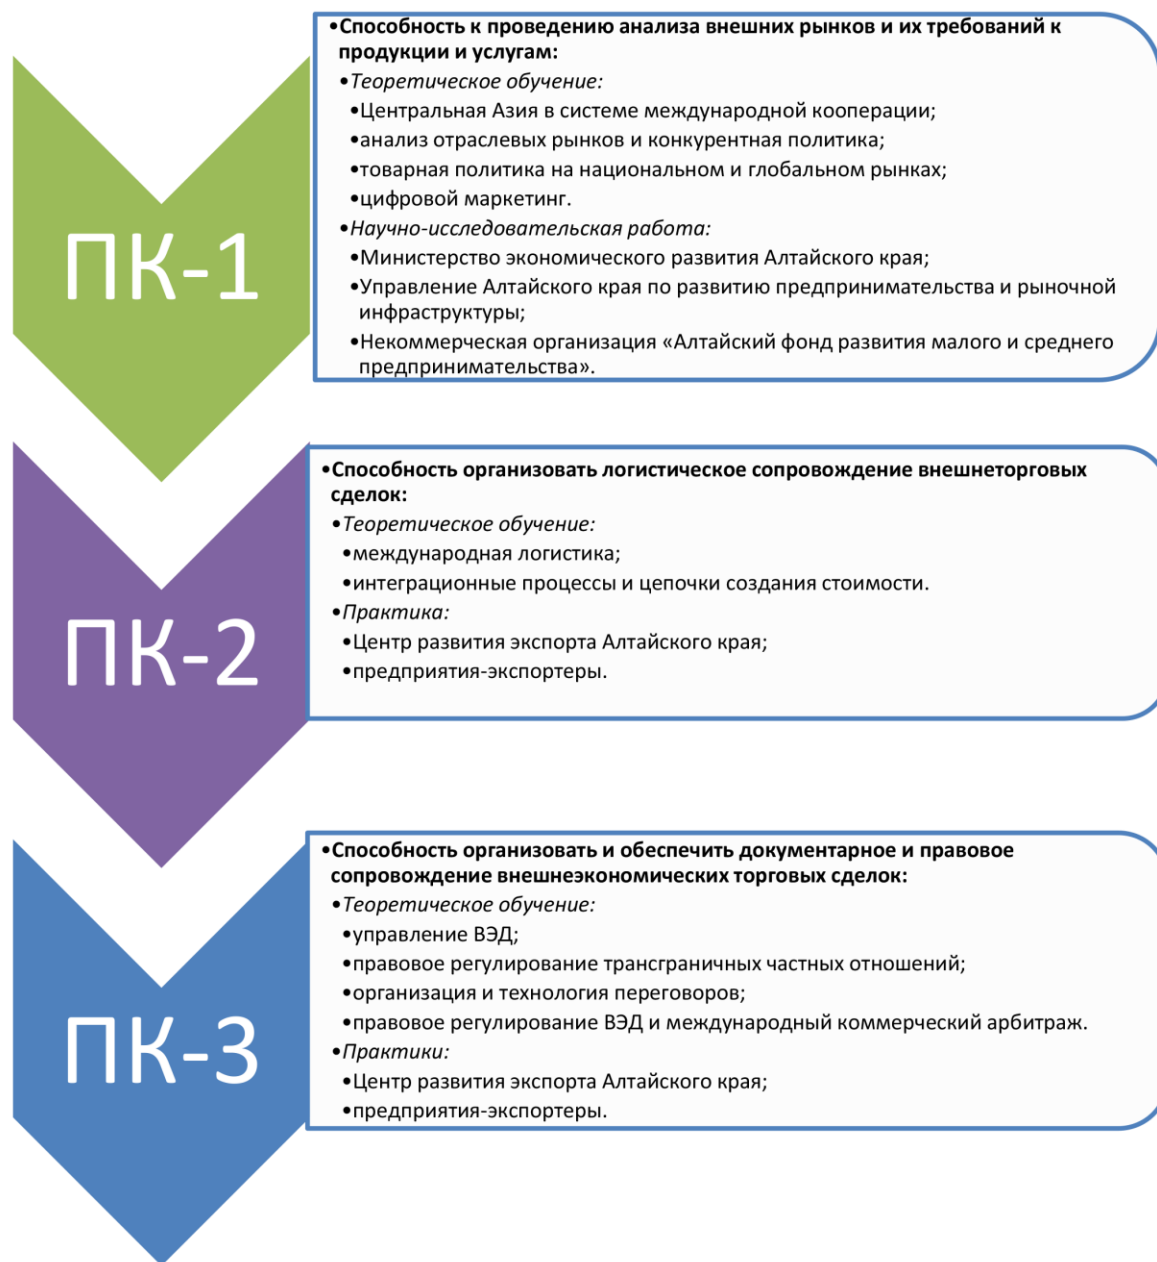 ПК-1
•Способность к проведению анализа внешних рынков и их требований к
продукции и услугам:
•Теоретическое обучение:
•Центральная Азия в системе международной кооперации;
•анализ отраслевых рынков и конкурентная политика;
•товарная политика на национальном и глобальном рынках;
•цифровой маркетинг.
•Научно-исследовательская работа:
•Министерство экономического развития Алтайского края;
•Управление Алтайского края по развитию предпринимательства и рыночной
инфраструктуры;
•Некоммерческая организация «Алтайский фонд развития малого и среднего
предпринимательства».
ПК-2
•Способность организовать логистическое сопровождение внешнеторговых
сделок:
•Теоретическое обучение:
•международная логистика;
•интеграционные процессы и цепочки создания стоимости.
•Практика:
•Центр развития экспорта Алтайского края;
•предприятия-экспортеры.
ПК-3
•Способность организовать и обеспечить документарное и правовое
сопровождение внешнеэкономических торговых сделок:
•Теоретическое обучение:
•управление ВЭД;
•правовое регулирование трансграничных частных отношений;
•организация и технология переговоров;
•правовое регулирование ВЭД и международный коммерческий арбитраж.
•Практики:
•Центр развития экспорта Алтайского края;
•предприятия-экспортеры.